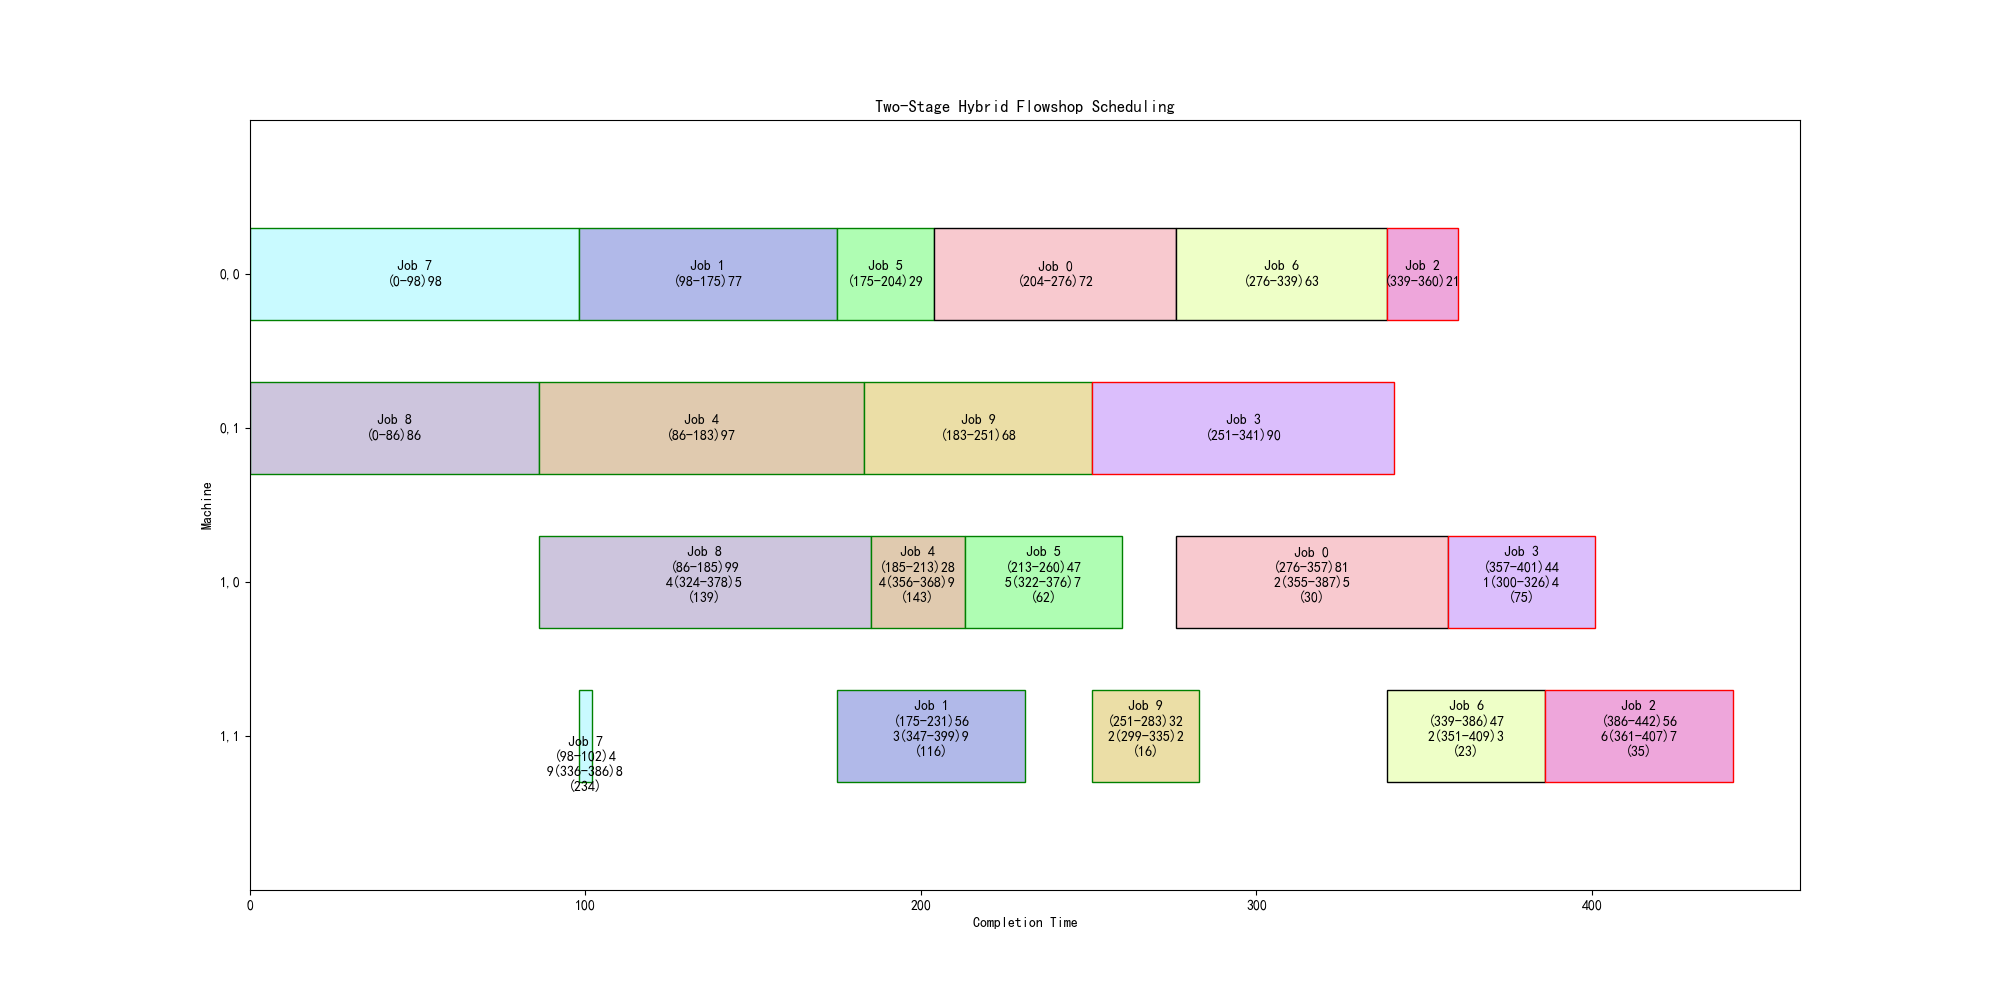 Two-Stage Hybrid Flowshop Scheduling
Machine
0,0
Job 7
(0-98)98
Job 1
(98-175)77
Job 5
(175-204)29
Job 0
(204-276)72
Job 6
(276-339)63
Job 2
(339-360)21
0,1
Job 8
(0-86)86
Job 4
(86-183)97
Job 9
(183-251)68
Job 3
(251-341)90
1,0
Job 8
(86-185)99
4(324-378)5
(139)
Job 4
(185-213)28
4(356-368)9
(143)
Job 5
(213-260)47
5(322-376)7
(62)
Job 0
(276-357)81
2(355-387)5
(30)
Job 3
(357-401)44
1(300-326)4
(75)
1,1
Job 7
(98-102)4
9(336-386)8
(234)
Job 1
(175-231)56
3(347-399)9
(116)
Job 9
(251-283)32
2(299-335)2
(16)
Job 6
(339-386)47
2(351-409)3
(23)
Job 2
(386-442)56
6(361-407)7
(35)
0
100
200
300
400
Completion Time